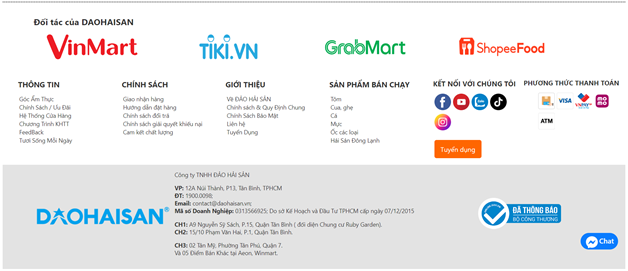 Đối tác của DAOHAISAN
VinMart
TIKI.VN
GrabMart
ShopeeFood
THÔNG TIN
Góc Ẩm Thực
Chính Sách / Ưu Đãi
Hệ Thống Cửa Hàng
Chương Trình KHTT
FeedBack
Tươi Sống Mỗi Ngày
CHÍNH SÁCH
Giao nhận hàng
Hướng dẫn đặt hàng
Chính sách đổi trả
Chính sách giải quyết khiếu nại
Cam kết chất lượng
GIỚI THIỆU
Về ĐẢO HẢI SẢN
Chính sách & Quy Định Chung
Chính Sách Bảo Mật
Liên hệ
Tuyển Dụng
SẢN PHẨM BÁN CHẠY
Tôm
Cua, ghẹ
Cá
Mực
Ốc các loại
Hải Sản Đông Lạnh
KẾT NỐI VỚI CHÚNG TÔI
Zalo
Tuyển dụng
PHƯƠNG THỨC THANH TOÁN
VISA
VNPAY
mo mo
ATM
DAOHAISAN®
Công ty TNHH ĐẢO HẢI SẢN
VP: 12A Núi Thành, P13, Tân Bình, TPHCM
ĐT: 1900.0098;
Email: contact@daohaisan.vn;
Mã số Doanh Nghiệp: 0313566925; Do sở Kế Hoạch và Đầu Tư TPHCM cấp ngày 07/12/2015
CH1: A9 Nguyễn Sỹ Sách, P.15, Quận Tân Bình ( đối diện Chung cư Ruby Garden).
CH2: 15/10 Phạm Văn Hai, P.1, Quận Tân Bình.
CH3: 02 Tân Mỹ, Phường Tân Phú, Quận 7.
Và 05 Điểm Bán Khác tại Aeon, Winmart.
ĐÃ THÔNG BÁO
BỘ CÔNG THƯƠNG
Chat